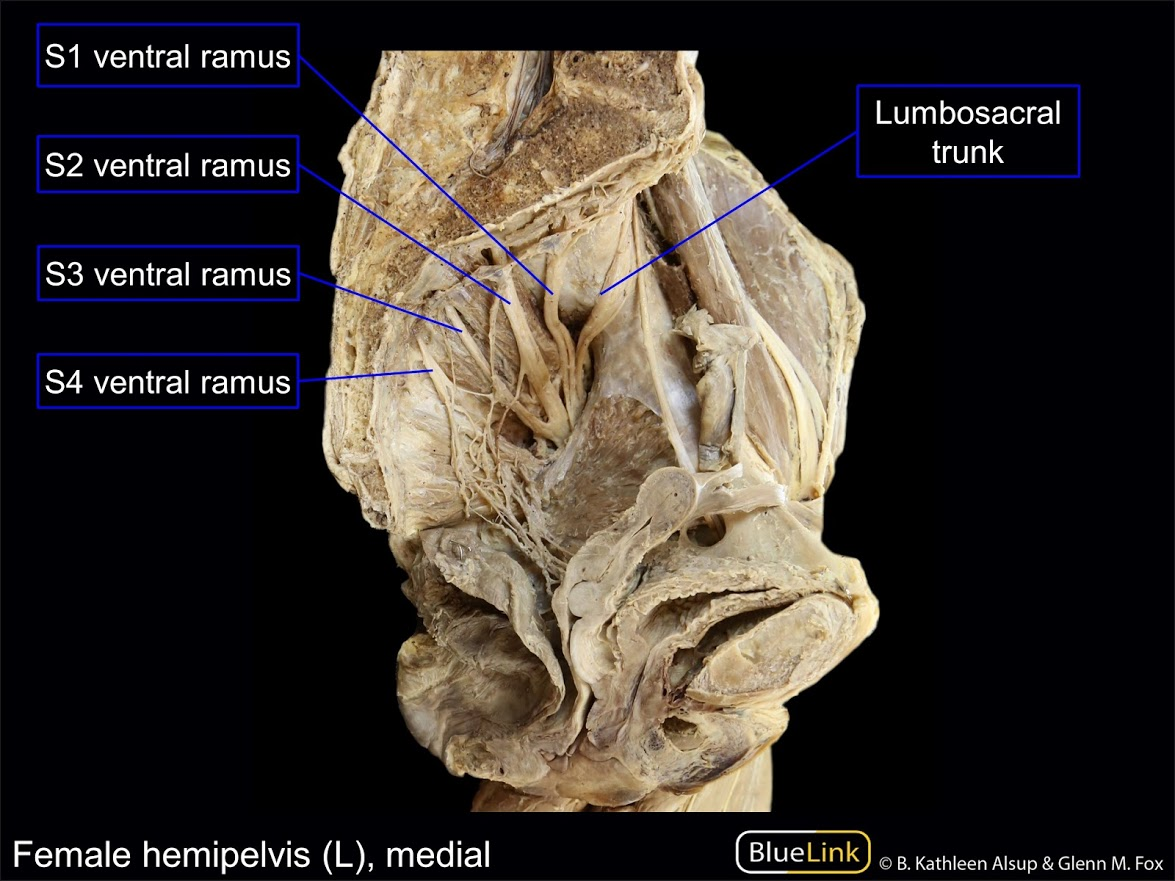 S1 ventral ramus
S2 ventral ramus
S3 ventral ramus
S4 ventral ramus
Lumbosacral
trunk
Female hemipelvis (L), medial
BlueLink
© B. Kathleen Alsup & Glenn M. Fox